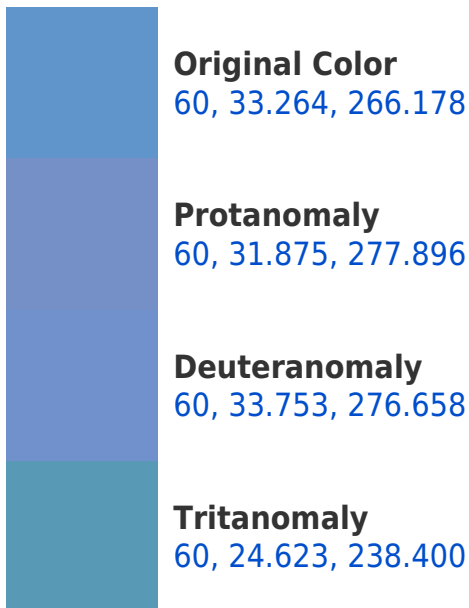 Original Color
60, 33.264, 266.178
Protanomaly
60, 31.875, 277.896
Deuteranomaly
60, 33.753, 276.658
Tritanomaly
60, 24.623, 238.400